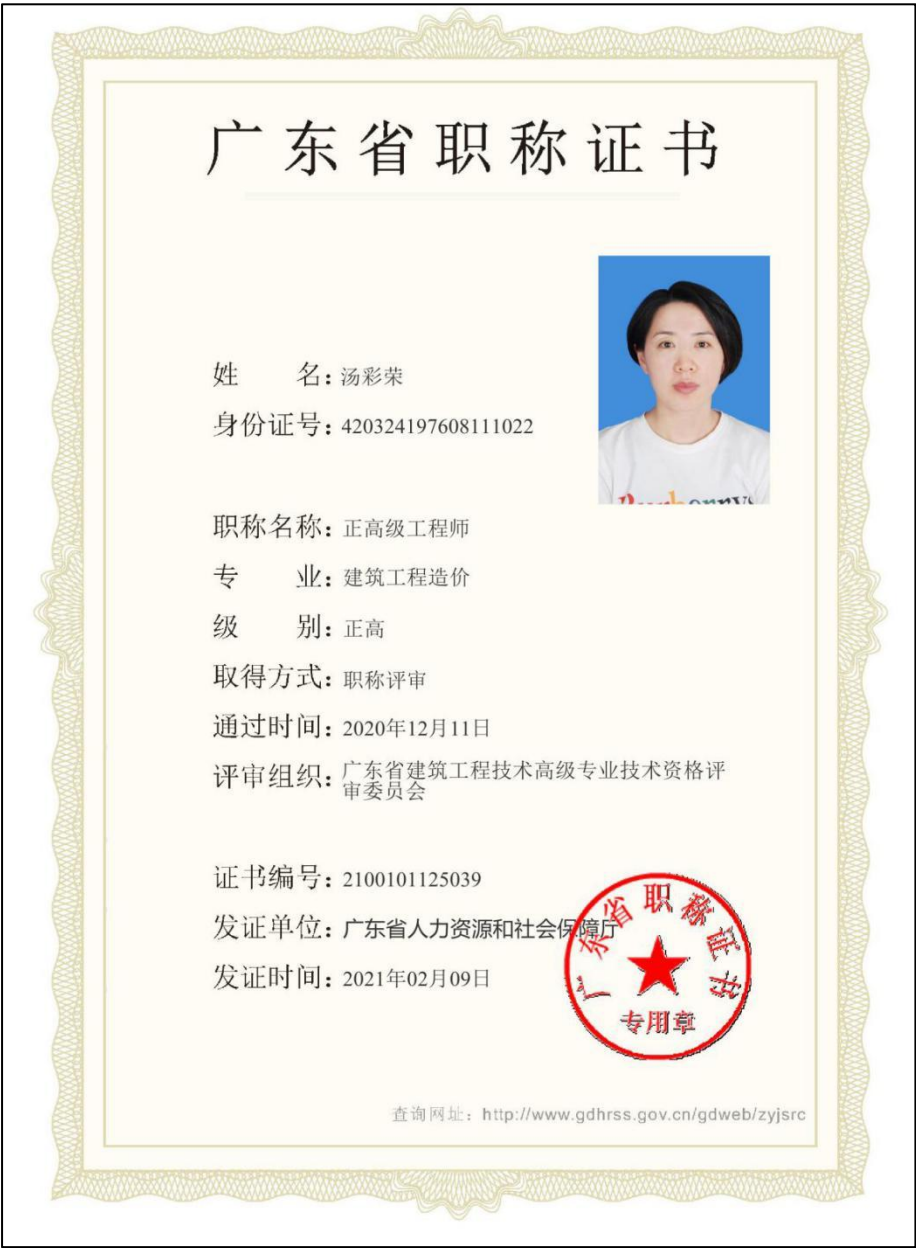 广东省职称证书
姓 名：汤彩荣
身份证号：420324197608111022
职称名称：正高级工程师
专 业：建筑工程造价
级 别：正高
取得方式：职称评审
通过时间：2020年12月11日
评审组织：广东省建筑工程技术高级专业技术资格评
审委员会
证书编号：2100101125039
发证单位：广东省人力资源和社会保障厅
发证时间：2021年02月09日
广东省职称证书
专用章
查询网址：http://www.gdhrss.gov.cn/gdweb/zyjsrc